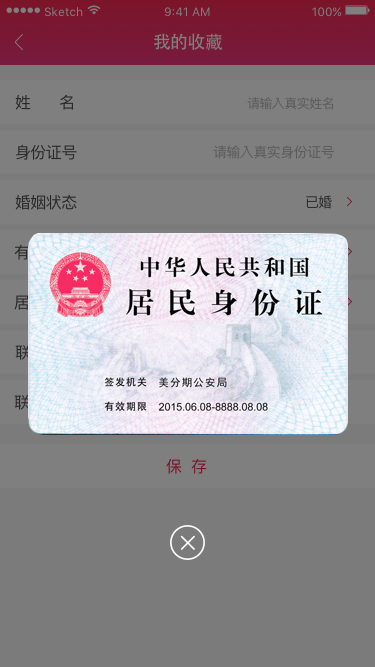 Sketch 9:41 AM 100%
我的收藏
姓 名 请输入真实姓名
身份证号 请输入真实身份证号
婚姻状态 已婚
有
中华人民共和国
居民身份证
居
联
签发机关 美分期公安局
联
有效期限 2015.06.08-8888.08.08
保 存